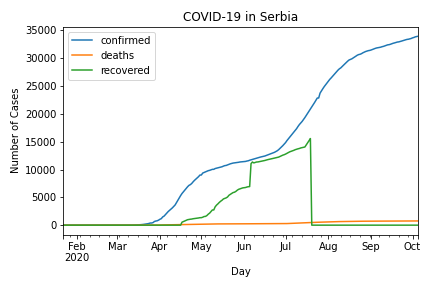 COVID-19 in Serbia
confirmed
deaths
recovered
Number of Cases
35000
30000
25000
20000
15000
10000
5000
0
Feb Mar Apr May Jun Jul Aug Sep Oct
2020
Day